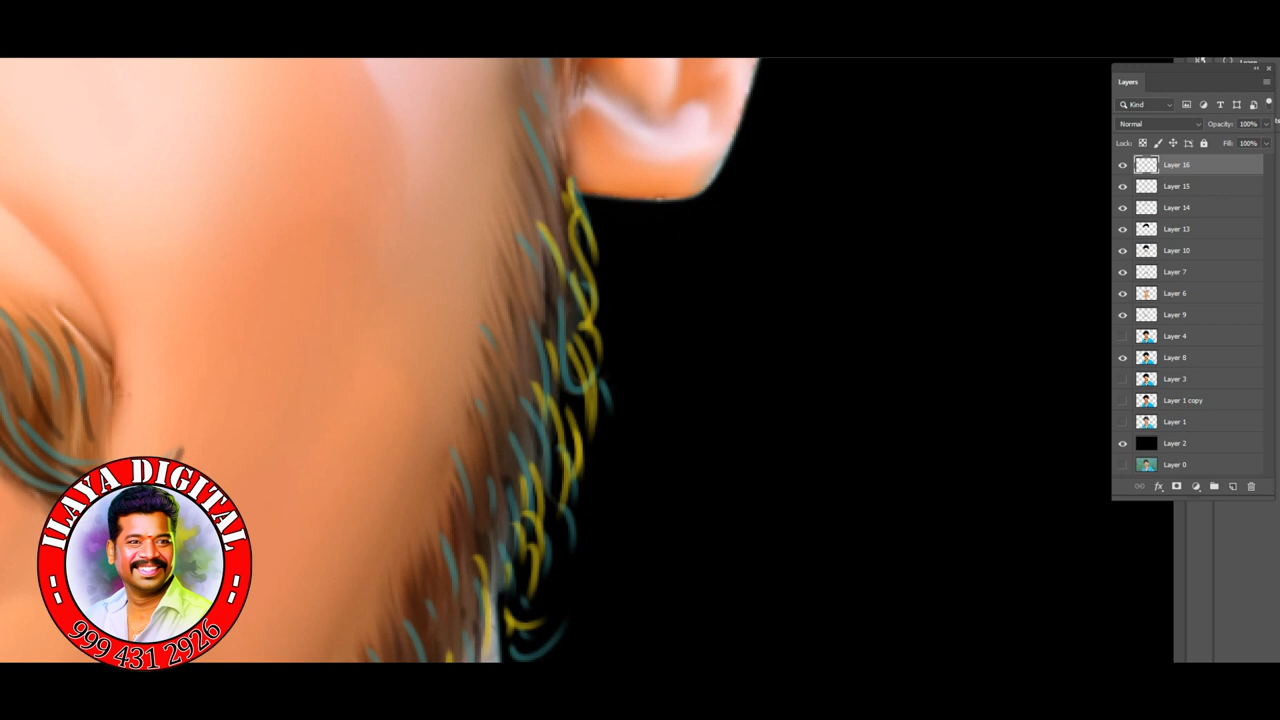 Layers
Kind
Normal
Opacity: 100%
Lock:
Fill: 100%
Layer 16
Layer 15
Layer 14
Layer 13
Layer 10
Layer 7
Layer 6
Layer 9
Layer 4
Layer 8
Layer 3
Layer 1 copy
Layer 1
Layer 2
Layer 0
fx
ILAYA DIGITAL
999 431 2926